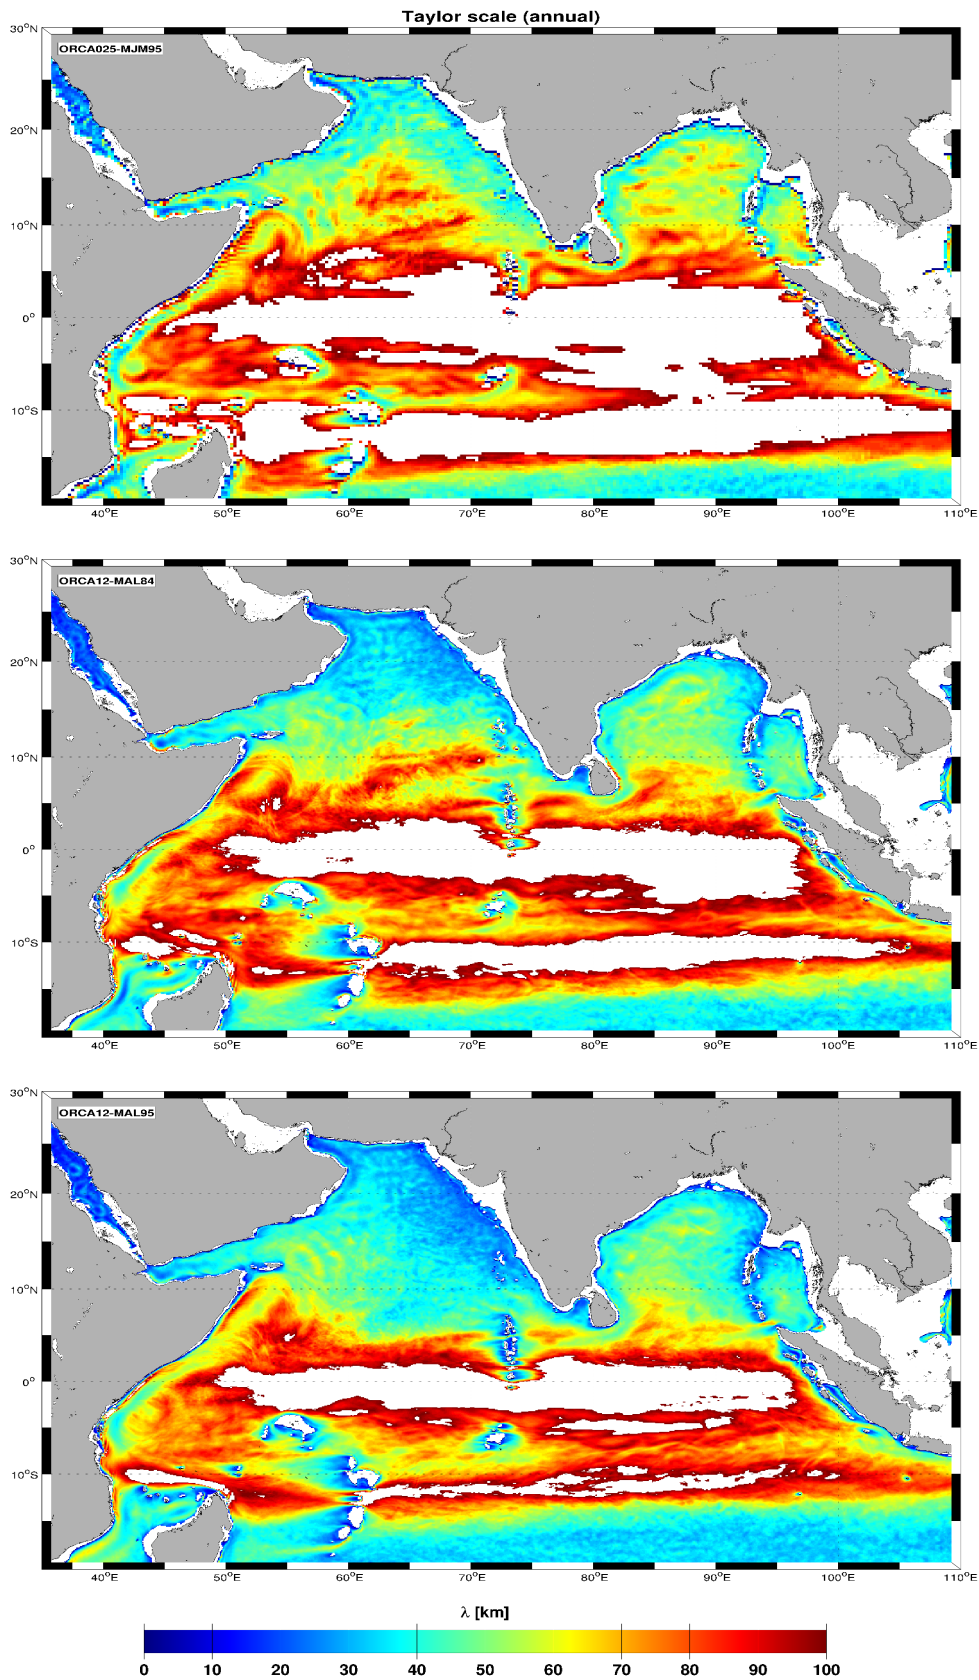 Taylor scale (annual)
30°N
ORCA025-MJM95
20°N
10°N
0°
10°S
40°E 50°E 60°E 70°E 80°E 90°E 100°E 110°E
30°N
ORCA12-MAL84
20°N
10°N
0°
10°S
40°E 50°E 60°E 70°E 80°E 90°E 100°E 110°E
30°N
ORCA12-MAL95
20°N
10°N
0°
10°S
40°E 50°E 60°E 70°E 80°E 90°E 100°E 110°E
λ [km]
0 10 20 30 40 50 60 70 80 90 100